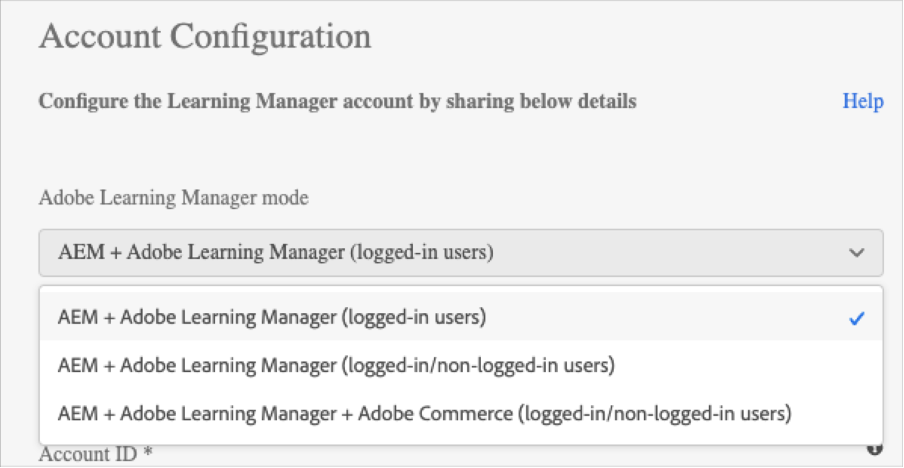 Account Configuration
Configure the Learning Manager account by sharing below details
Help
Adobe Learning Manager mode
AEM + Adobe Learning Manager (logged-in users)
AEM + Adobe Learning Manager (logged-in users)
AEM + Adobe Learning Manager (logged-in/non-logged-in users)
AEM + Adobe Learning Manager + Adobe Commerce (logged-in/non-logged-in users)
Account ID *